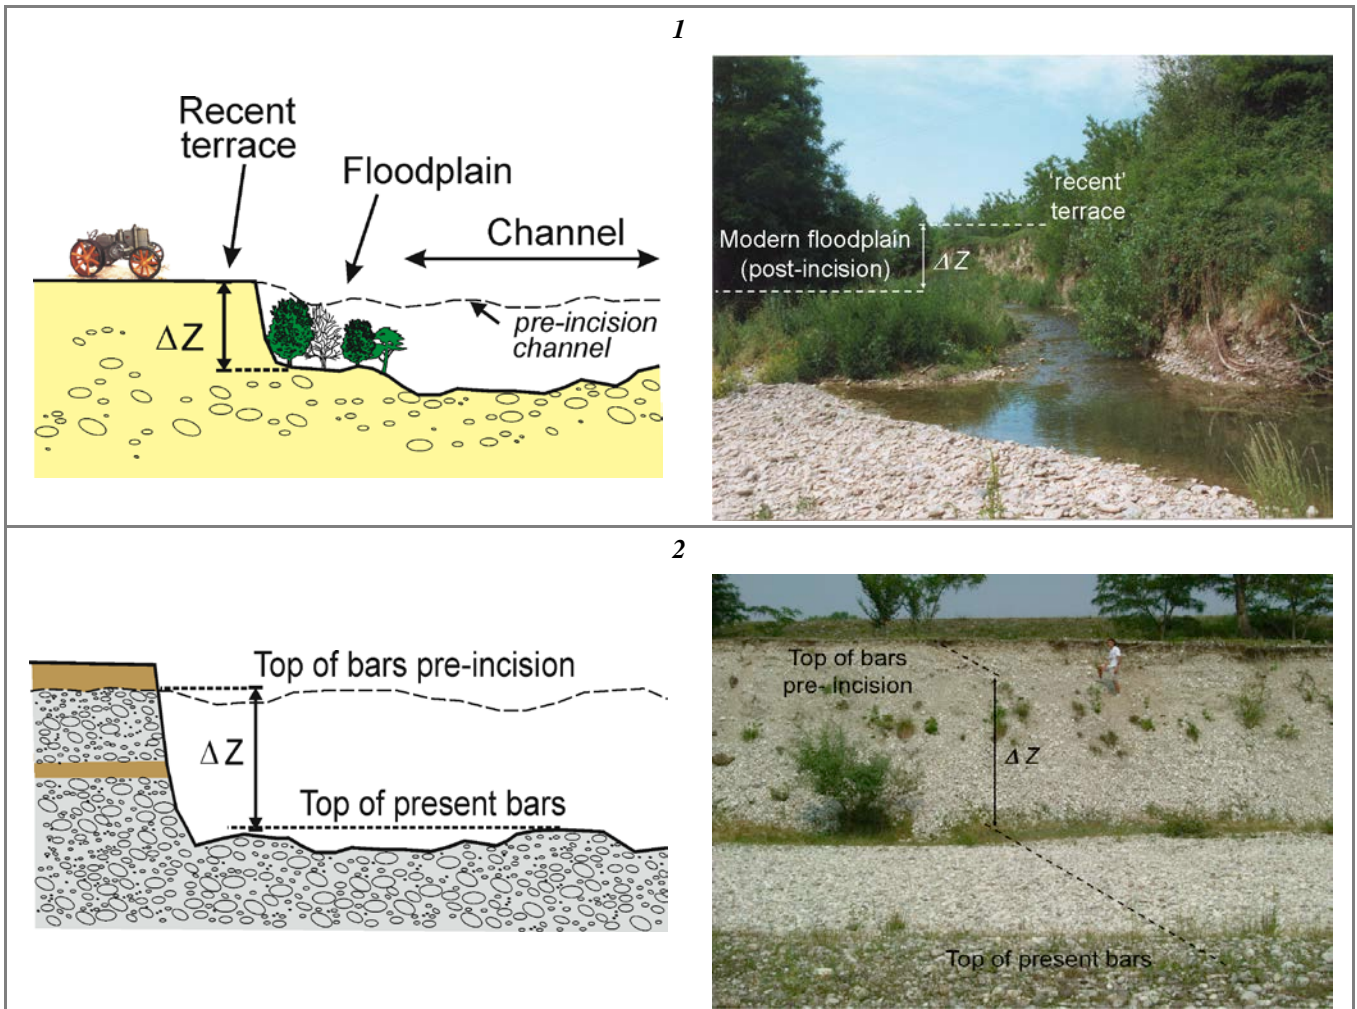 1
Recent
terrace
Floodplain
Channel
ΔZ
pre-incision
channel
'recent'
terrace
Modern floodplain
(post-incision)
ΔZ
2
Top of bars pre-incision
ΔZ
Top of present bars
Top of bars
pre- Incision
ΔZ
Top of present bars